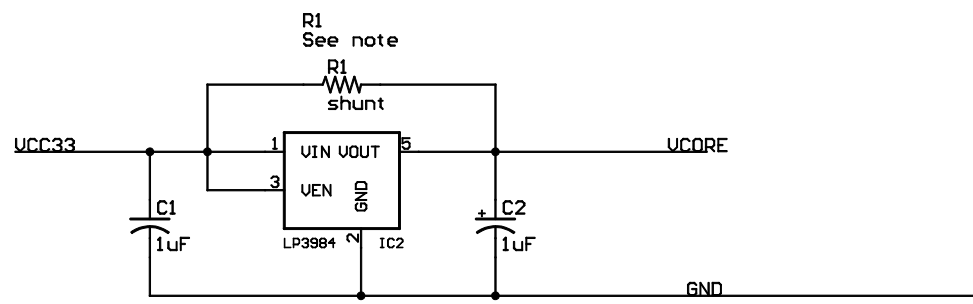 R1
See note
R1
shunt
VCC33
1
VIN VOUT
5
VCORE
3
VEN
GND
C1
1uF
C2
+
1uF
LP3984
2
IC2
GND